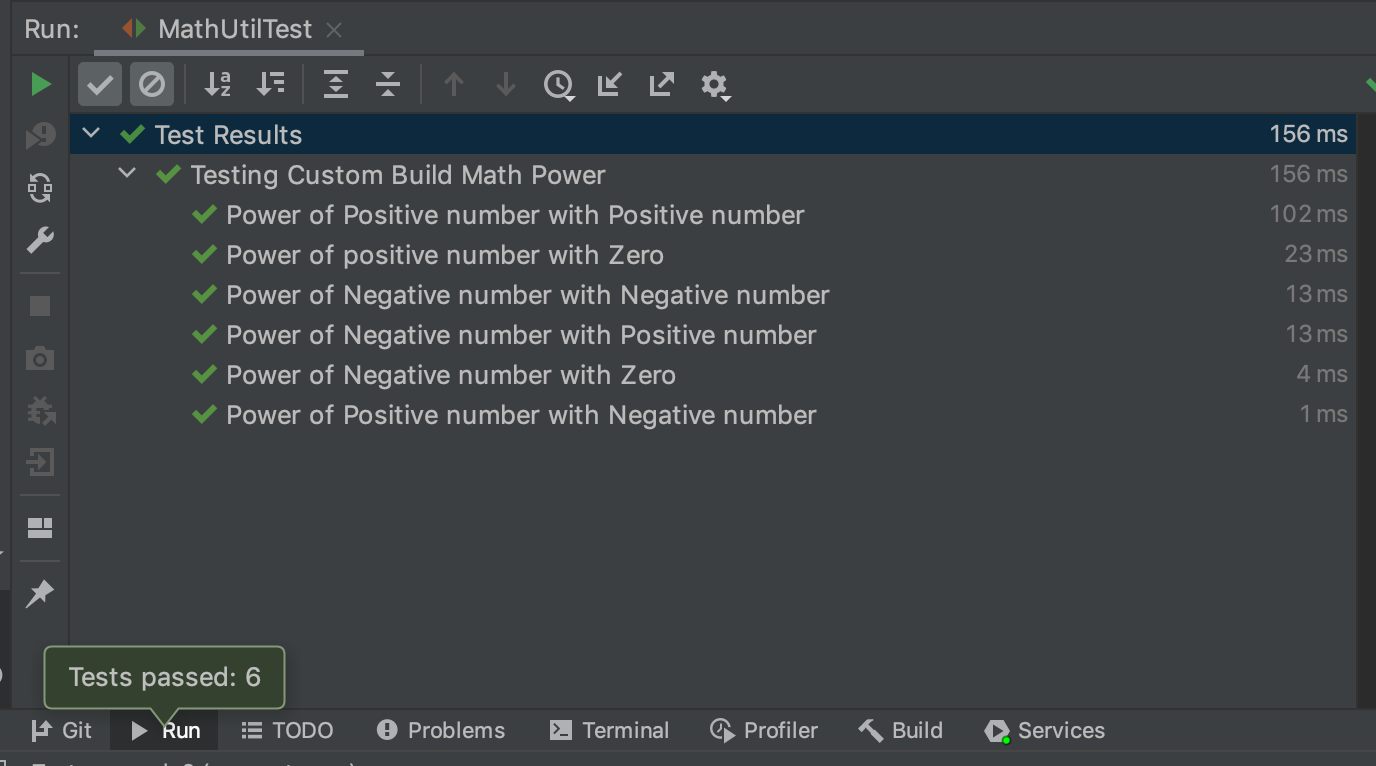 Run: MathUtilTest
Test Results 156 ms
Testing Custom Build Math Power 156 ms
Power of Positive number with Positive number 102 ms
Power of positive number with Zero 23 ms
Power of Negative number with Negative number 13 ms
Power of Negative number with Positive number 13 ms
Power of Negative number with Zero 4 ms
Power of Positive number with Negative number 1 ms
Tests passed: 6
Git Run TODO Problems Terminal Profiler Build Services